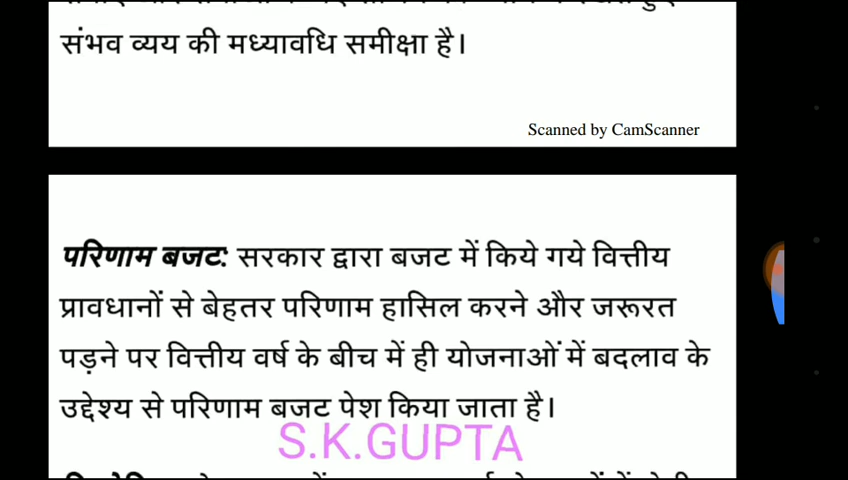 संभव व्यय की मध्यावधि समीक्षा है।
Scanned by CamScanner
परिणाम बजट: सरकार द्वारा बजट में किये गये वित्तीय
प्रावधानों से बेहतर परिणाम हासिल करने और जरूरत
पड़ने पर वित्तीय वर्ष के बीच में ही योजनाओं में बदलाव के
उद्देश्य से परिणाम बजट पेश किया जाता है।
S.K.GUPTA